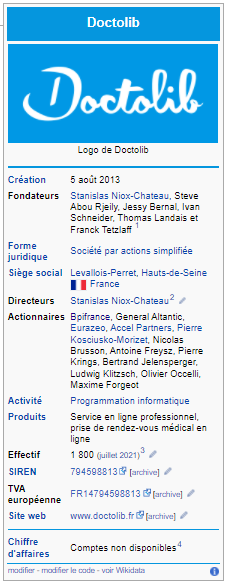 Doctolib
Doctolib
Logo de Doctolib
Création 5 août 2013
Fondateurs Stanislas Niox-Chateau, Steve
Abou Rjeily, Jessy Bernal, Ivan
Schneider, Thomas Landais et
Franck Tetzlaff 1
Forme Société par actions simplifiée
juridique
Siège social Levallois-Perret, Hauts-de-Seine
France
Directeurs Stanislas Niox-Chateau 2
Actionnaires Bpifrance, General Altantic,
Eurazeo, Accel Partners, Pierre
Kosciusko-Morizet, Nicolas
Brusson, Antoine Freysz, Pierre
Krings, Bertrand Jelensperger,
Ludwig Klitzsch, Olivier Occelli,
Maxime Forgeot
Activité Programmation informatique
Produits Service en ligne professionnel,
prise de rendez-vous médical en
ligne
Effectif 1 800 (juillet 2021) 3
SIREN 794598813 [archive]
TVA FR14794598813 [archive]
européenne
Site web www.doctolib.fr [archive]
Chiffre Comptes non disponibles 4
d'affaires
modifier - modifier le code - voir Wikidata